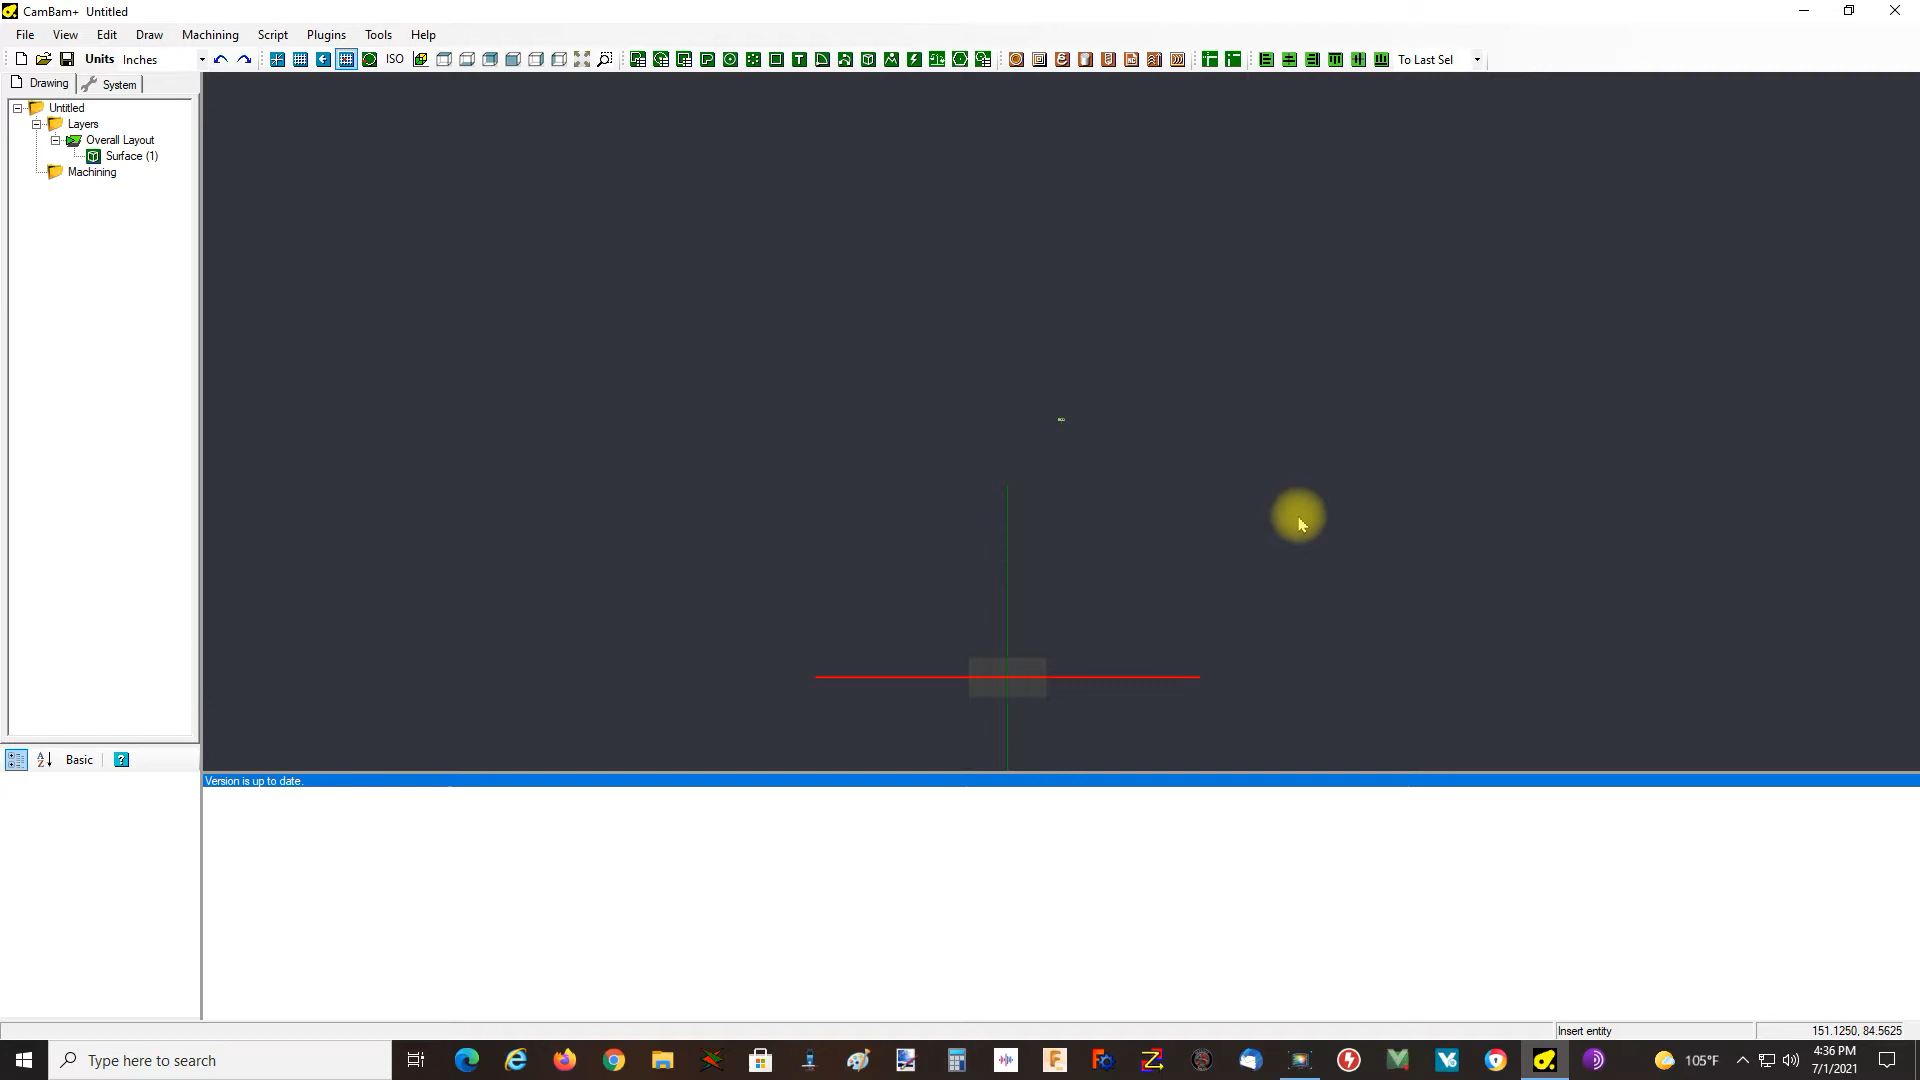 CamBam+ Untitled
File View Edit Draw Machining Script Plugins Tools Help
Units Inches ISO To Last Sel
Drawing System
Untitled
Layers
Overall Layout
Surface (1)
Machining
Basic
Version is up to date.
Insert entity 151.1250, 84.5625
Type here to search
105°F
4:36 PM
7/1/2021